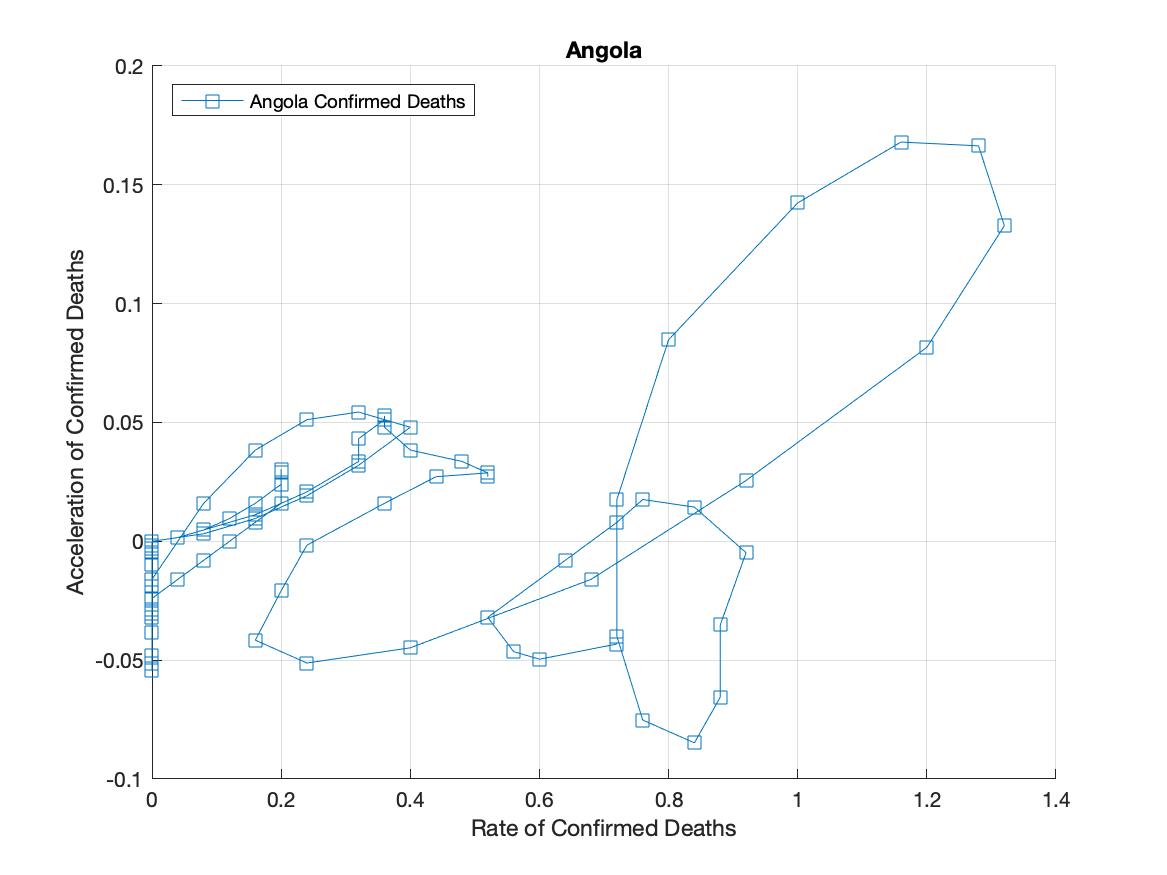 Angola
Angola Confirmed Deaths
Acceleration of Confirmed Deaths
0.2
0.15
0.1
0.05
0
-0.05
-0.1
0 0.2 0.4 0.6 0.8 1 1.2 1.4
Rate of Confirmed Deaths